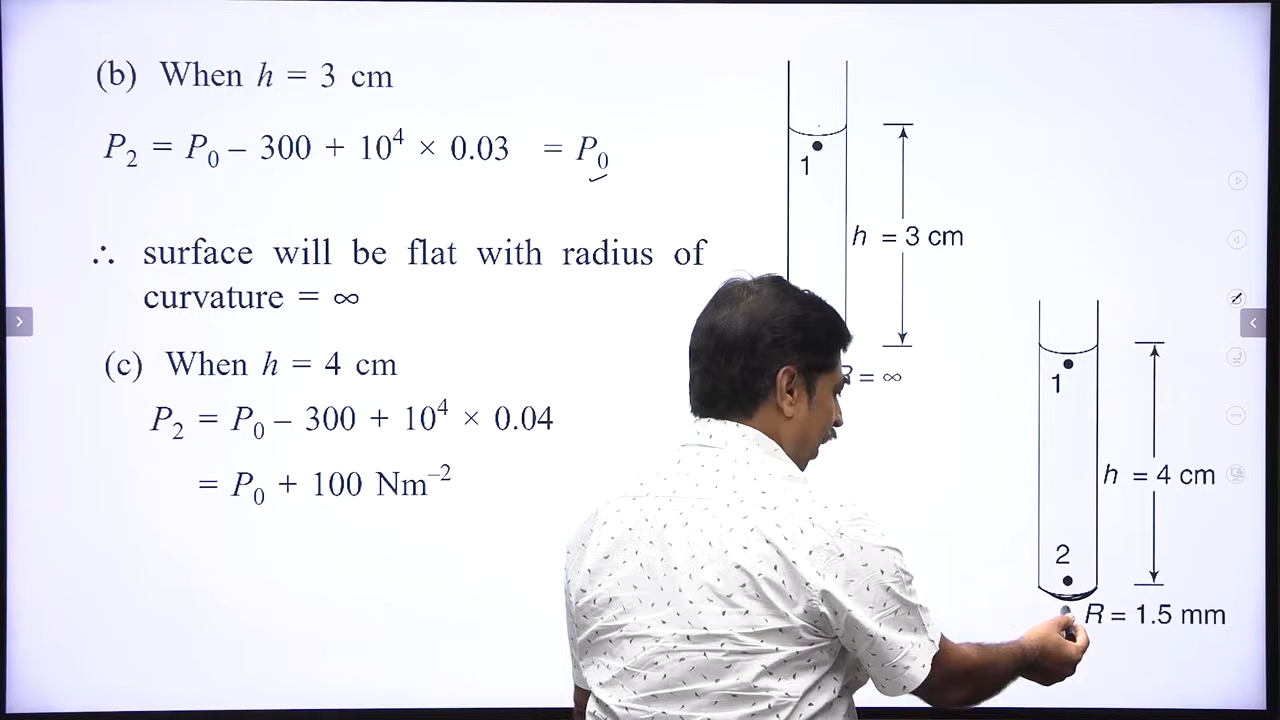 (b) When h = 3 cm
P₂ = P₀ – 300 + 10⁴ × 0.03 = P₀
∴ surface will be flat with radius of
curvature = ∞
(c) When h = 4 cm
P₂ = P₀ – 300 + 10⁴ × 0.04
= P₀ + 100 Nm⁻²
1
h = 3 cm
R = ∞
1
h = 4 cm
2
R = 1.5 mm